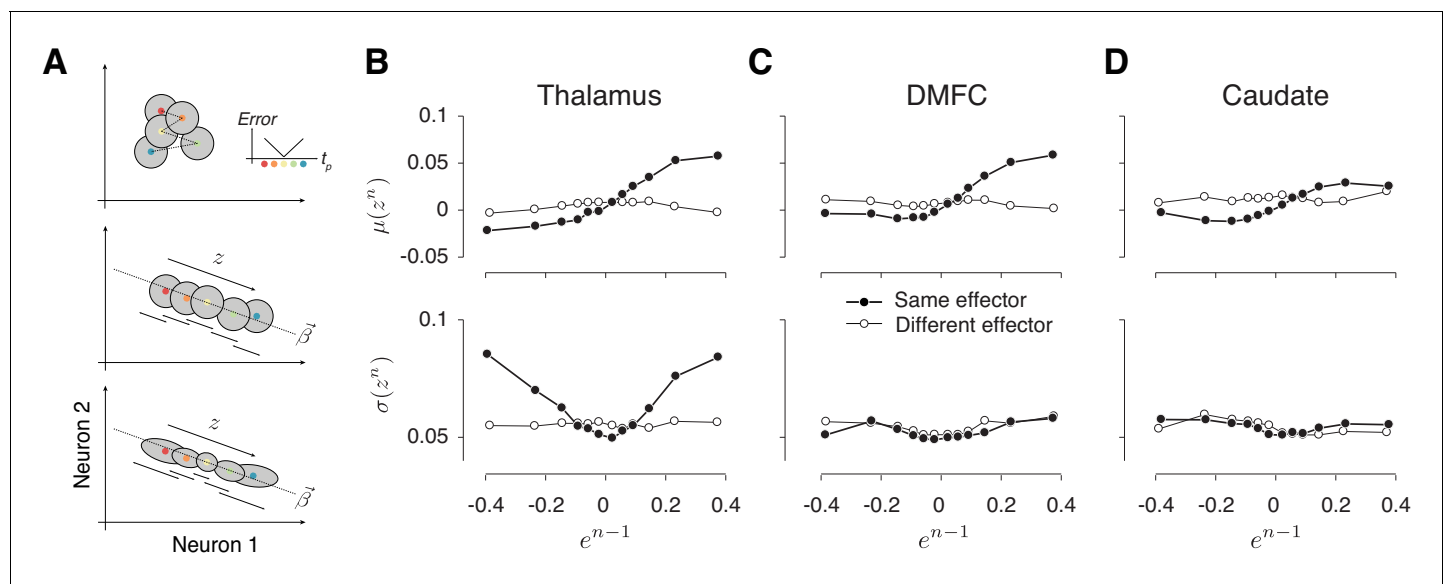 A
B
C
D
Thalamus
DMFC
Caudate
Error
t_p
0.1
0.05
0
-0.05
μ(z^n)
z
β⃗
Same effector
Different effector
0.1
0.05
σ(z^n)
z
β⃗
Neuron 2
Neuron 1
-0.4 -0.2 0 0.2 0.4
-0.4 -0.2 0 0.2 0.4
-0.4 -0.2 0 0.2 0.4
e^{n−1}
e^{n−1}
e^{n−1}